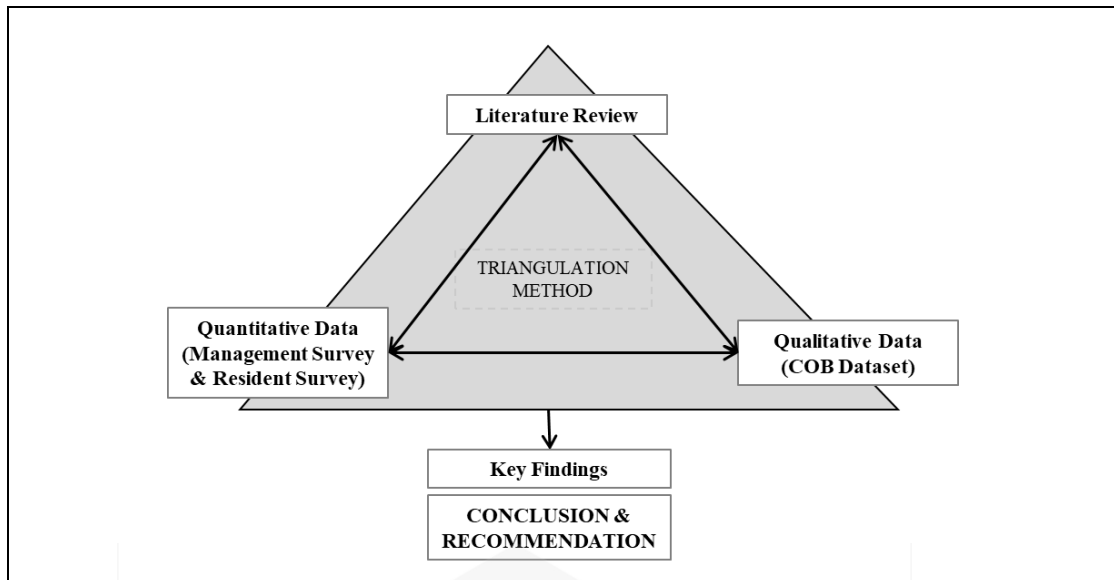 Literature Review
TRIANGULATION
METHOD
Quantitative Data
(Management Survey
& Resident Survey)
Qualitative Data
(COB Dataset)
Key Findings
CONCLUSION &
RECOMMENDATION